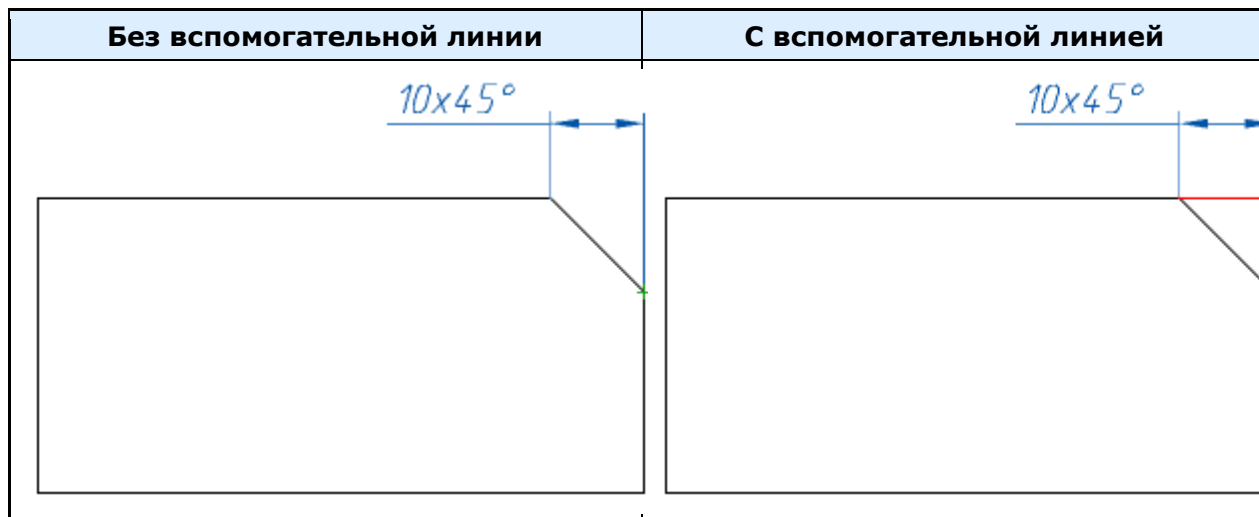 Без вспомогательной линии
С вспомогательной линией
10x45°
10x45°